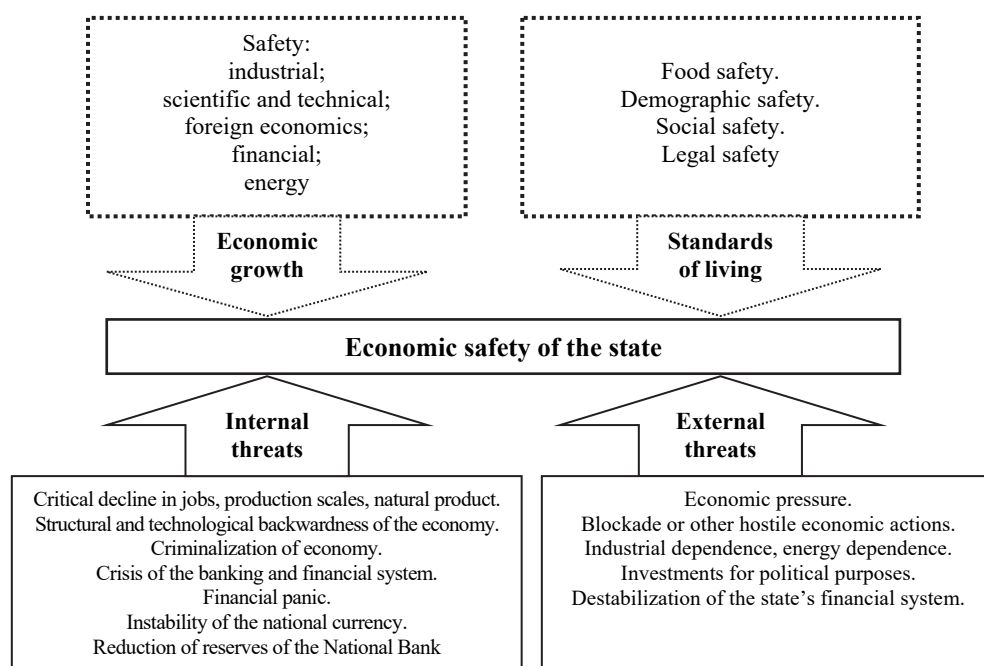 Safety:
industrial;
scientific and technical;
foreign economics;
financial;
energy
Food safety.
Demographic safety.
Social safety.
Legal safety
Economic
growth
Standards
of living
Economic safety of the state
Internal
threats
External
threats
Critical decline in jobs, production scales, natural product.
Structural and technological backwardness of the economy.
Criminalization of economy.
Crisis of the banking and financial system.
Financial panic.
Instability of the national currency.
Reduction of reserves of the National Bank
Economic pressure.
Blockade or other hostile economic actions.
Industrial dependence, energy dependence.
Investments for political purposes.
Destabilization of the state’s financial system.